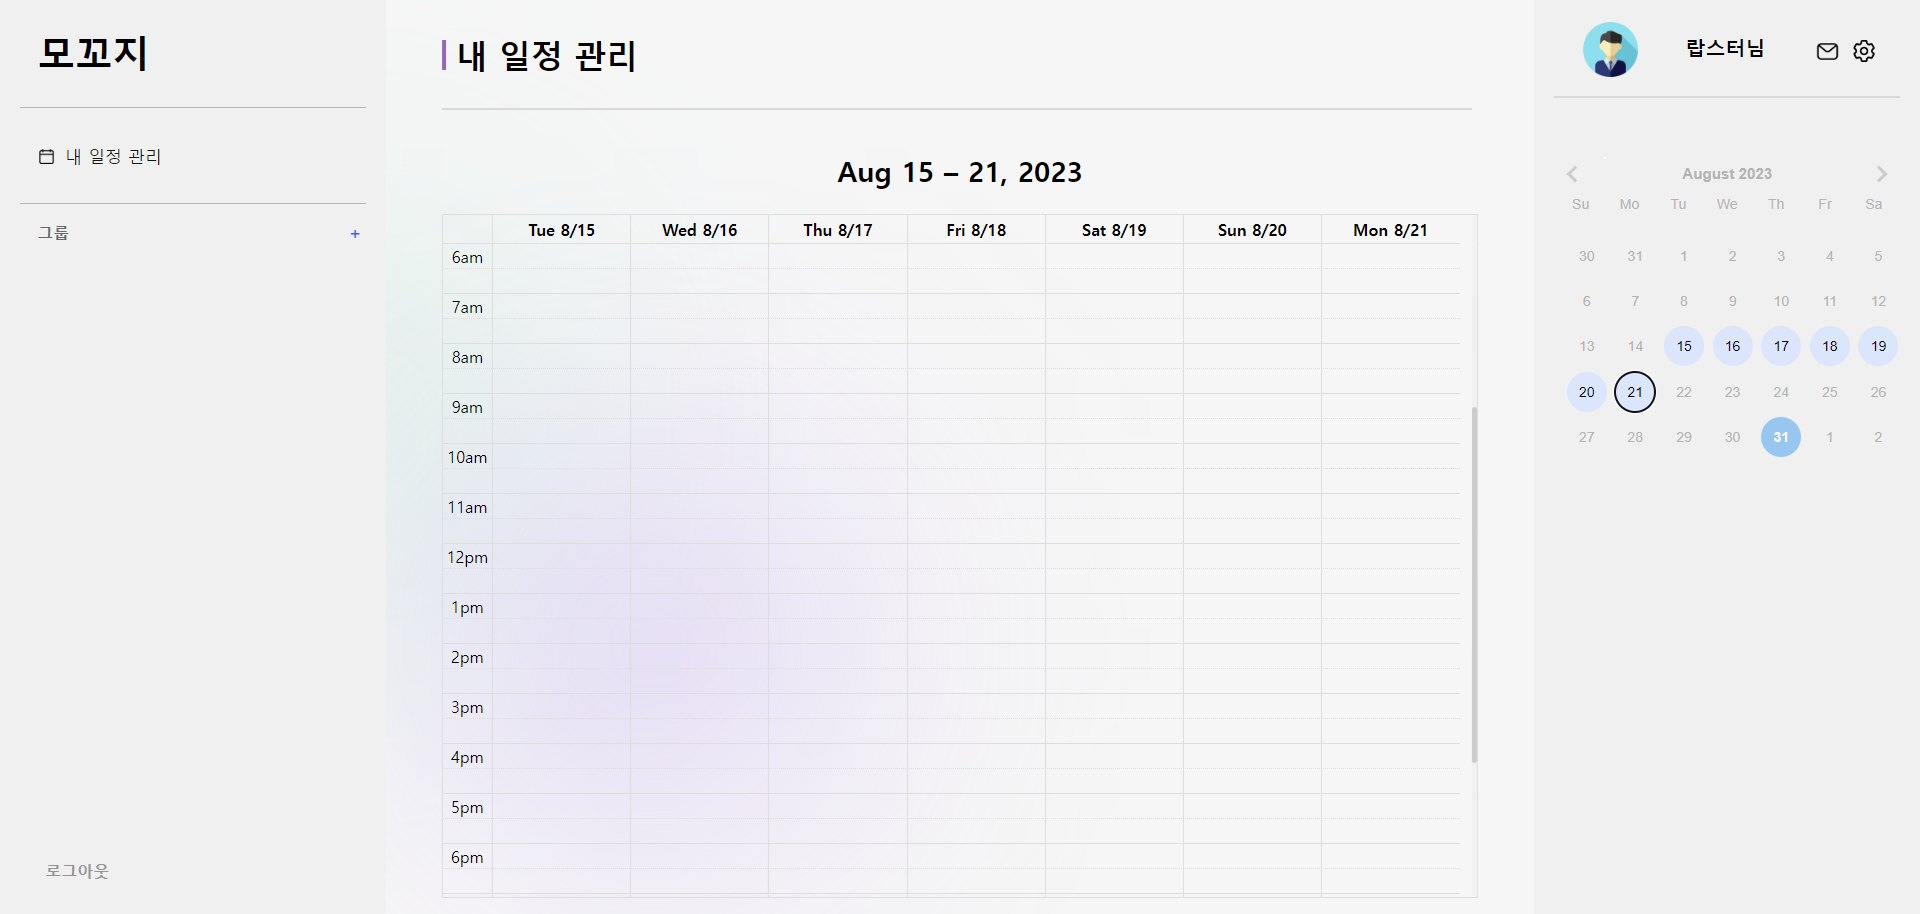 모꼬지
내 일정 관리
그룹 +
로그아웃
내 일정 관리
Aug 15 – 21, 2023
Tue 8/15 Wed 8/16 Thu 8/17 Fri 8/18 Sat 8/19 Sun 8/20 Mon 8/21
6am
7am
8am
9am
10am
11am
12pm
1pm
2pm
3pm
4pm
5pm
6pm
랍스터님
August 2023
Su Mo Tu We Th Fr Sa
30 31 1 2 3 4 5
6 7 8 9 10 11 12
13 14 15 16 17 18 19
20 21 22 23 24 25 26
27 28 29 30 31 1 2